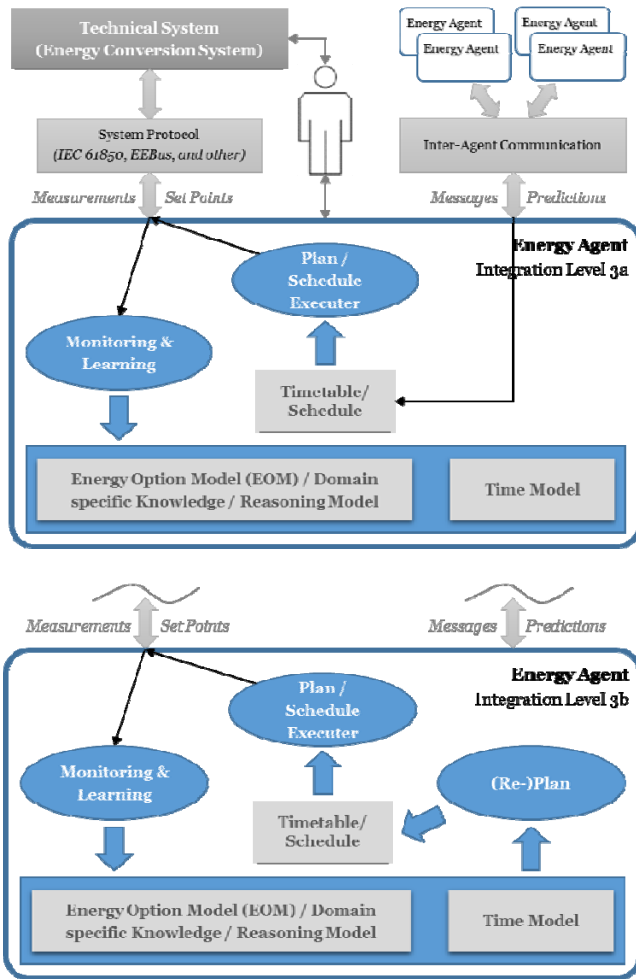 Technical System
(Energy Conversion System)
Energy Agent
Energy Agent
Energy Agent
Energy Agent
System Protocol
(IEC 61850, EEBus, and other)
Inter-Agent Communication
Measurements
Set Points
Messages
Predictions
Energy Agent
Integration Level 3a
Plan /
Schedule
Executer
Monitoring &
Learning
Timetable/
Schedule
Energy Option Model (EOM) / Domain
specific Knowledge / Reasoning Model
Time Model
Measurements
Set Points
Messages
Predictions
Energy Agent
Integration Level 3b
Plan /
Schedule
Executer
Monitoring &
Learning
(Re-)Plan
Timetable/
Schedule
Energy Option Model (EOM) / Domain
specific Knowledge / Reasoning Model
Time Model